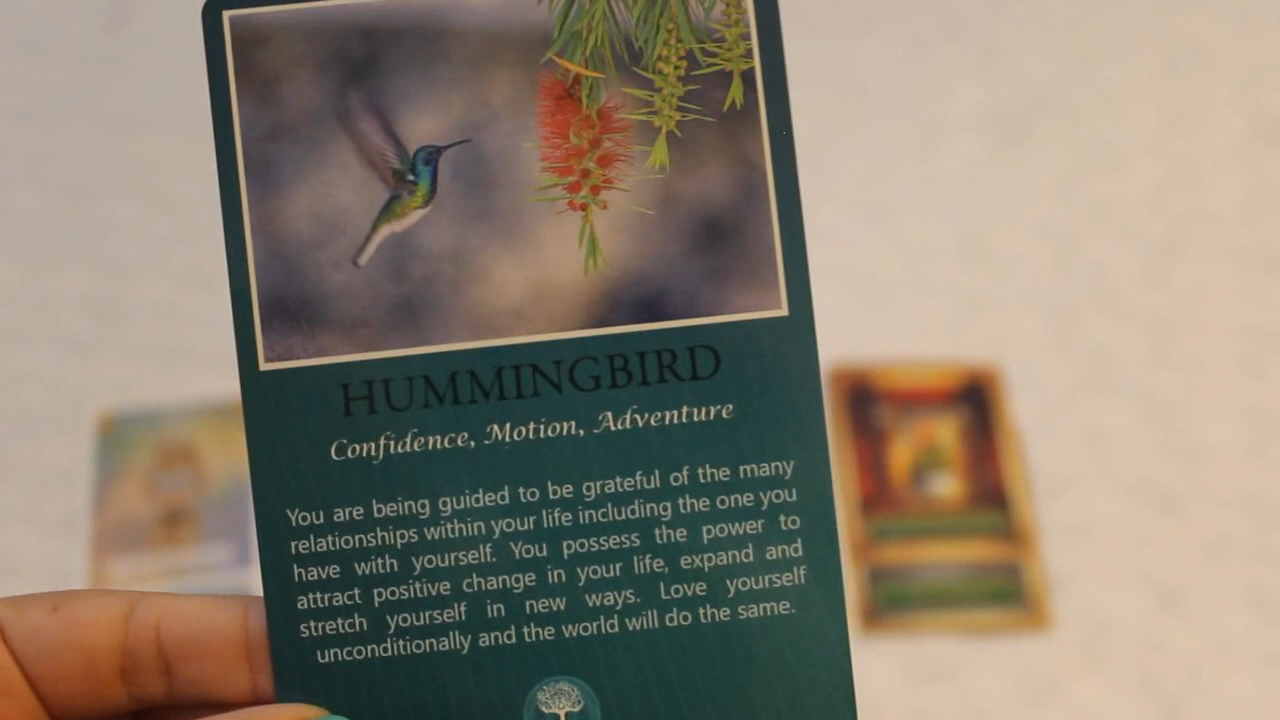 HUMMINGBIRD
Confidence, Motion, Adventure
You are being guided to be grateful of the many
relationships within your life including the one you
have with yourself. You possess the power to
attract positive change in your life, expand and
stretch yourself in new ways. Love yourself
unconditionally and the world will do the same.